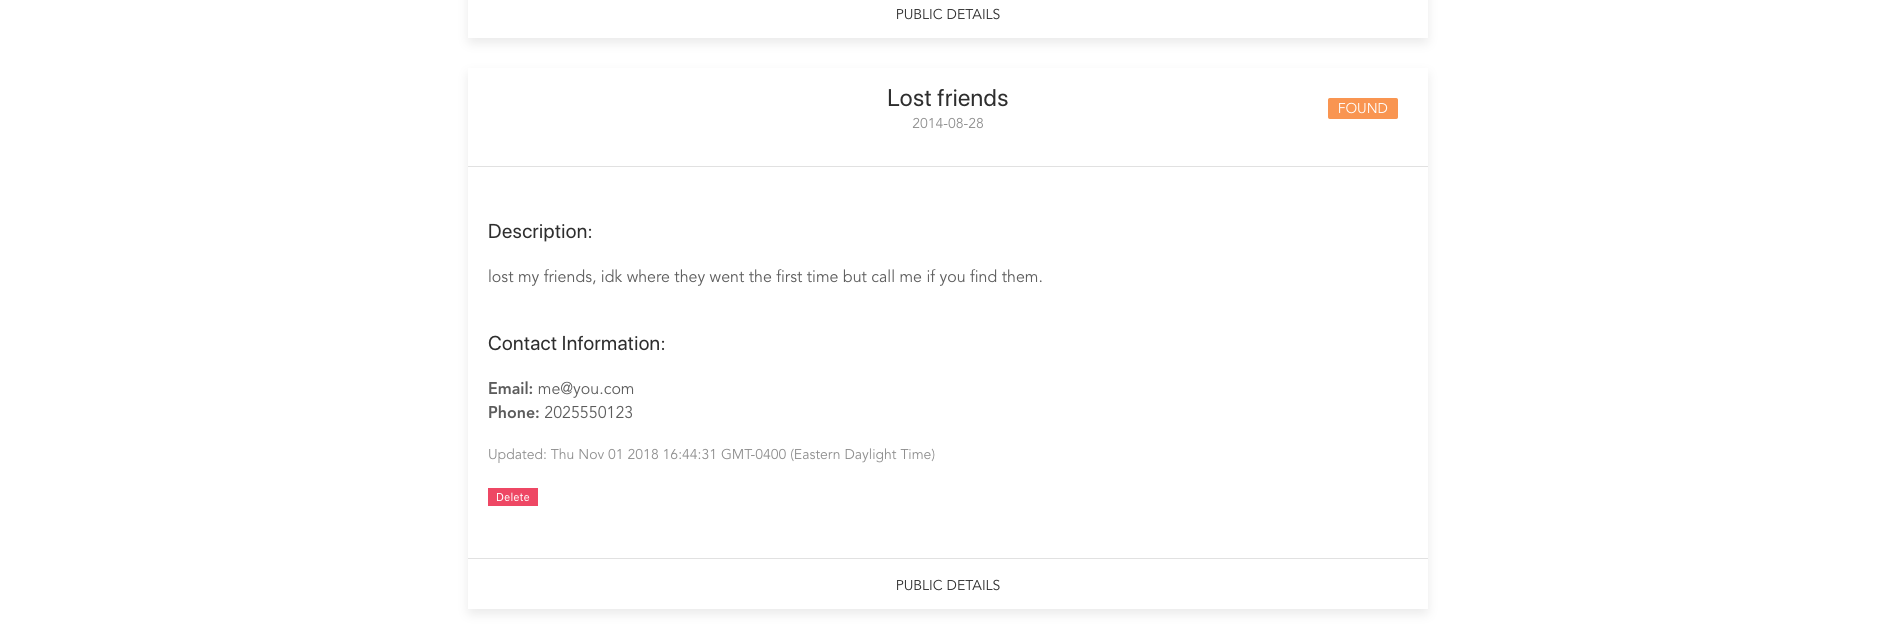 PUBLIC DETAILS
Lost friends
2014-08-28
FOUND
Description:
lost my friends, idk where they went the first time but call me if you find them.
Contact Information:
Email: me@you.com
Phone: 2025550123
Updated: Thu Nov 01 2018 16:44:31 GMT-0400 (Eastern Daylight Time)
Delete
PUBLIC DETAILS